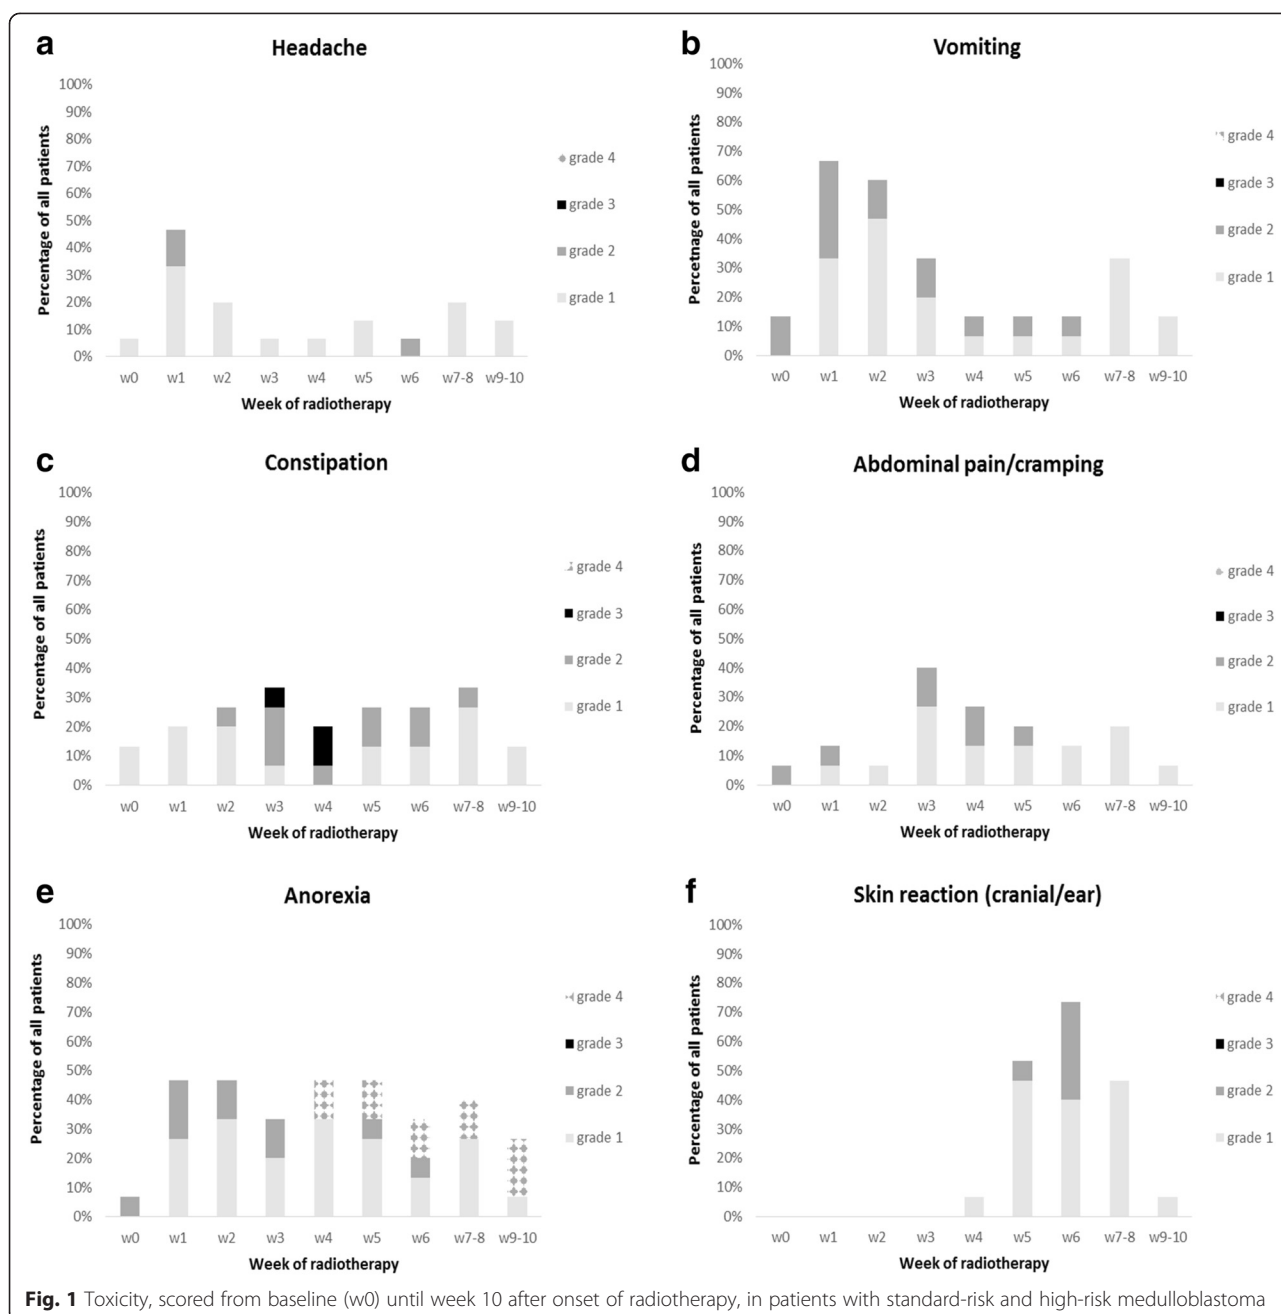 a
Headache
Percentage of all patients
100%
90%
80%
70%
60%
50%
40%
30%
20%
10%
0%
w0 w1 w2 w3 w4 w5 w6 w7-8 w9-10
Week of radiotherapy
grade 4
grade 3
grade 2
grade 1
b
Vomiting
Percetnage of all patients
100%
90%
80%
70%
60%
50%
40%
30%
20%
10%
0%
w0 w1 w2 w3 w4 w5 w6 w7-8 w9-10
Week of radiotherapy
grade 4
grade 3
grade 2
grade 1
c
Constipation
Percentage of all patients
100%
90%
80%
70%
60%
50%
40%
30%
20%
10%
0%
w0 w1 w2 w3 w4 w5 w6 w7-8 w9-10
Week of radiotherapy
grade 4
grade 3
grade 2
grade 1
d
Abdominal pain/cramping
Percentage of all patients
100%
90%
80%
70%
60%
50%
40%
30%
20%
10%
0%
w0 w1 w2 w3 w4 w5 w6 w7-8 w9-10
Week of radiotherapy
grade 4
grade 3
grade 2
grade 1
e
Anorexia
Percentage of all patients
100%
90%
80%
70%
60%
50%
40%
30%
20%
10%
0%
w0 w1 w2 w3 w4 w5 w6 w7-8 w9-10
Week of radiotherapy
grade 4
grade 3
grade 2
grade 1
f
Skin reaction (cranial/ear)
Percentage of all patients
100%
90%
80%
70%
60%
50%
40%
30%
20%
10%
0%
w0 w1 w2 w3 w4 w5 w6 w7-8 w9-10
Week of radiotherapy
grade 4
grade 3
grade 2
grade 1
Fig. 1 Toxicity, scored from baseline (w0) until week 10 after onset of radiotherapy, in patients with standard-risk and high-risk medulloblastoma